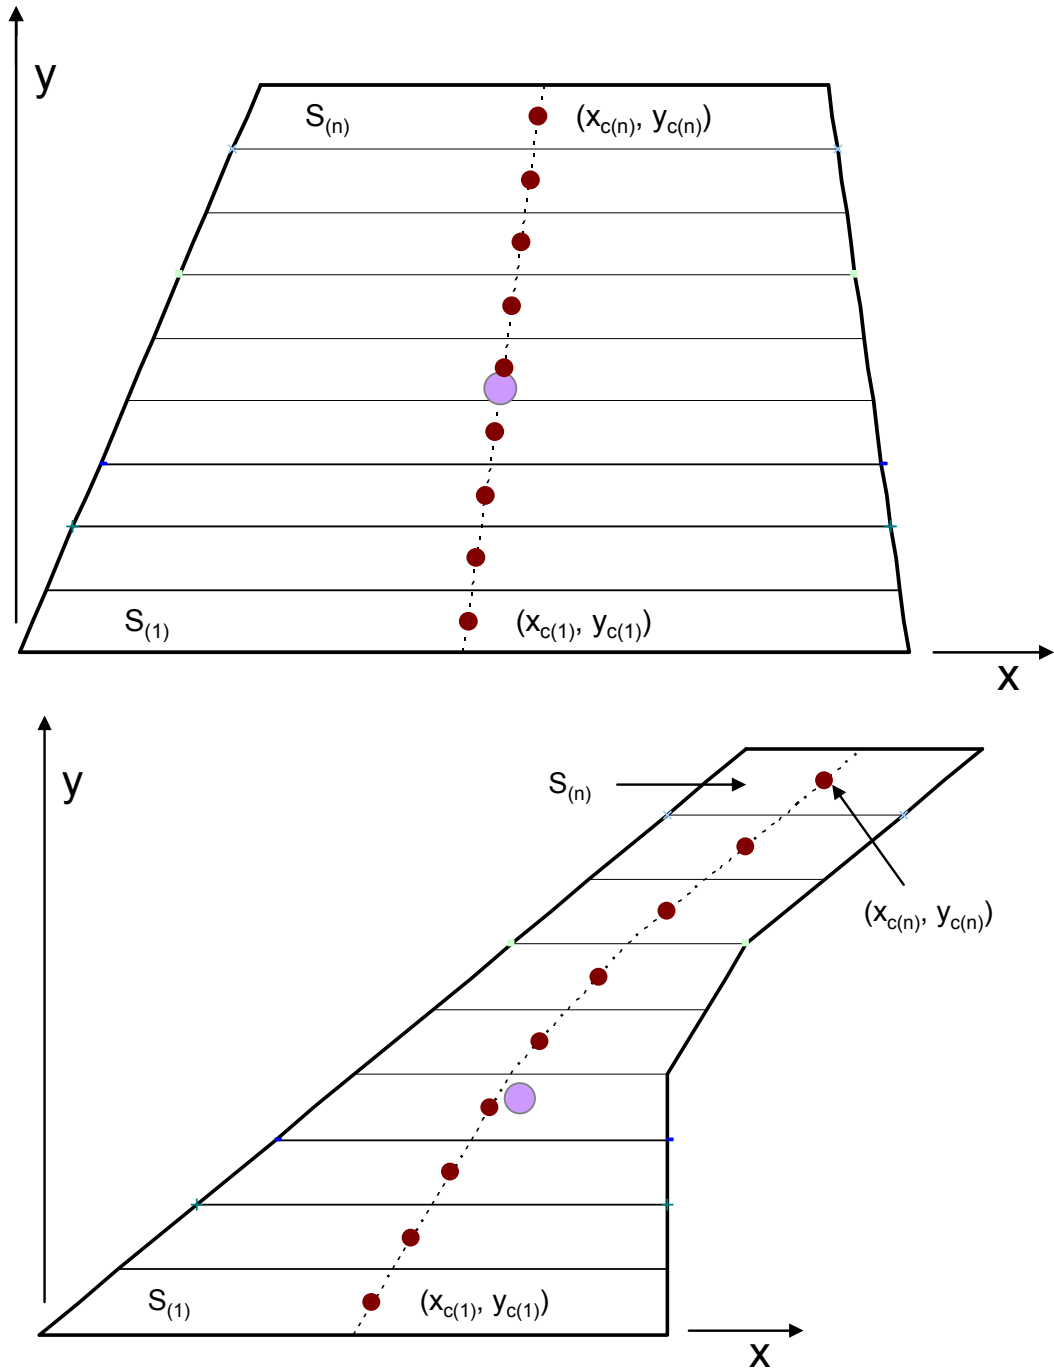 y
S(n) (xc(n), yc(n))
S(1) (xc(1), yc(1))
x
y
S(n)
(xc(n), yc(n))
S(1) (xc(1), yc(1))
x